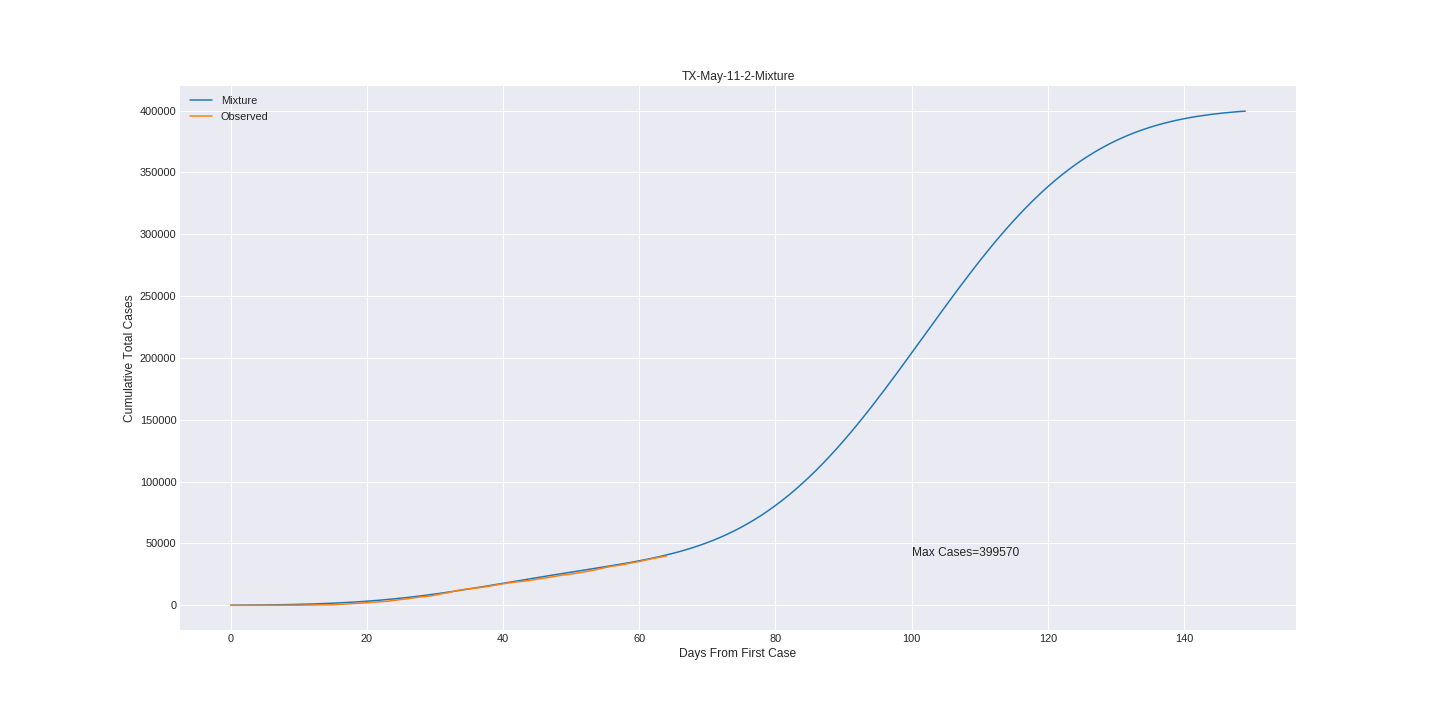 TX-May-11-2-Mixture
Mixture
Observed
400000
350000
300000
250000
200000
150000
100000
50000
0
Cumulative Total Cases
Max Cases=399570
0 20 40 60 80 100 120 140
Days From First Case